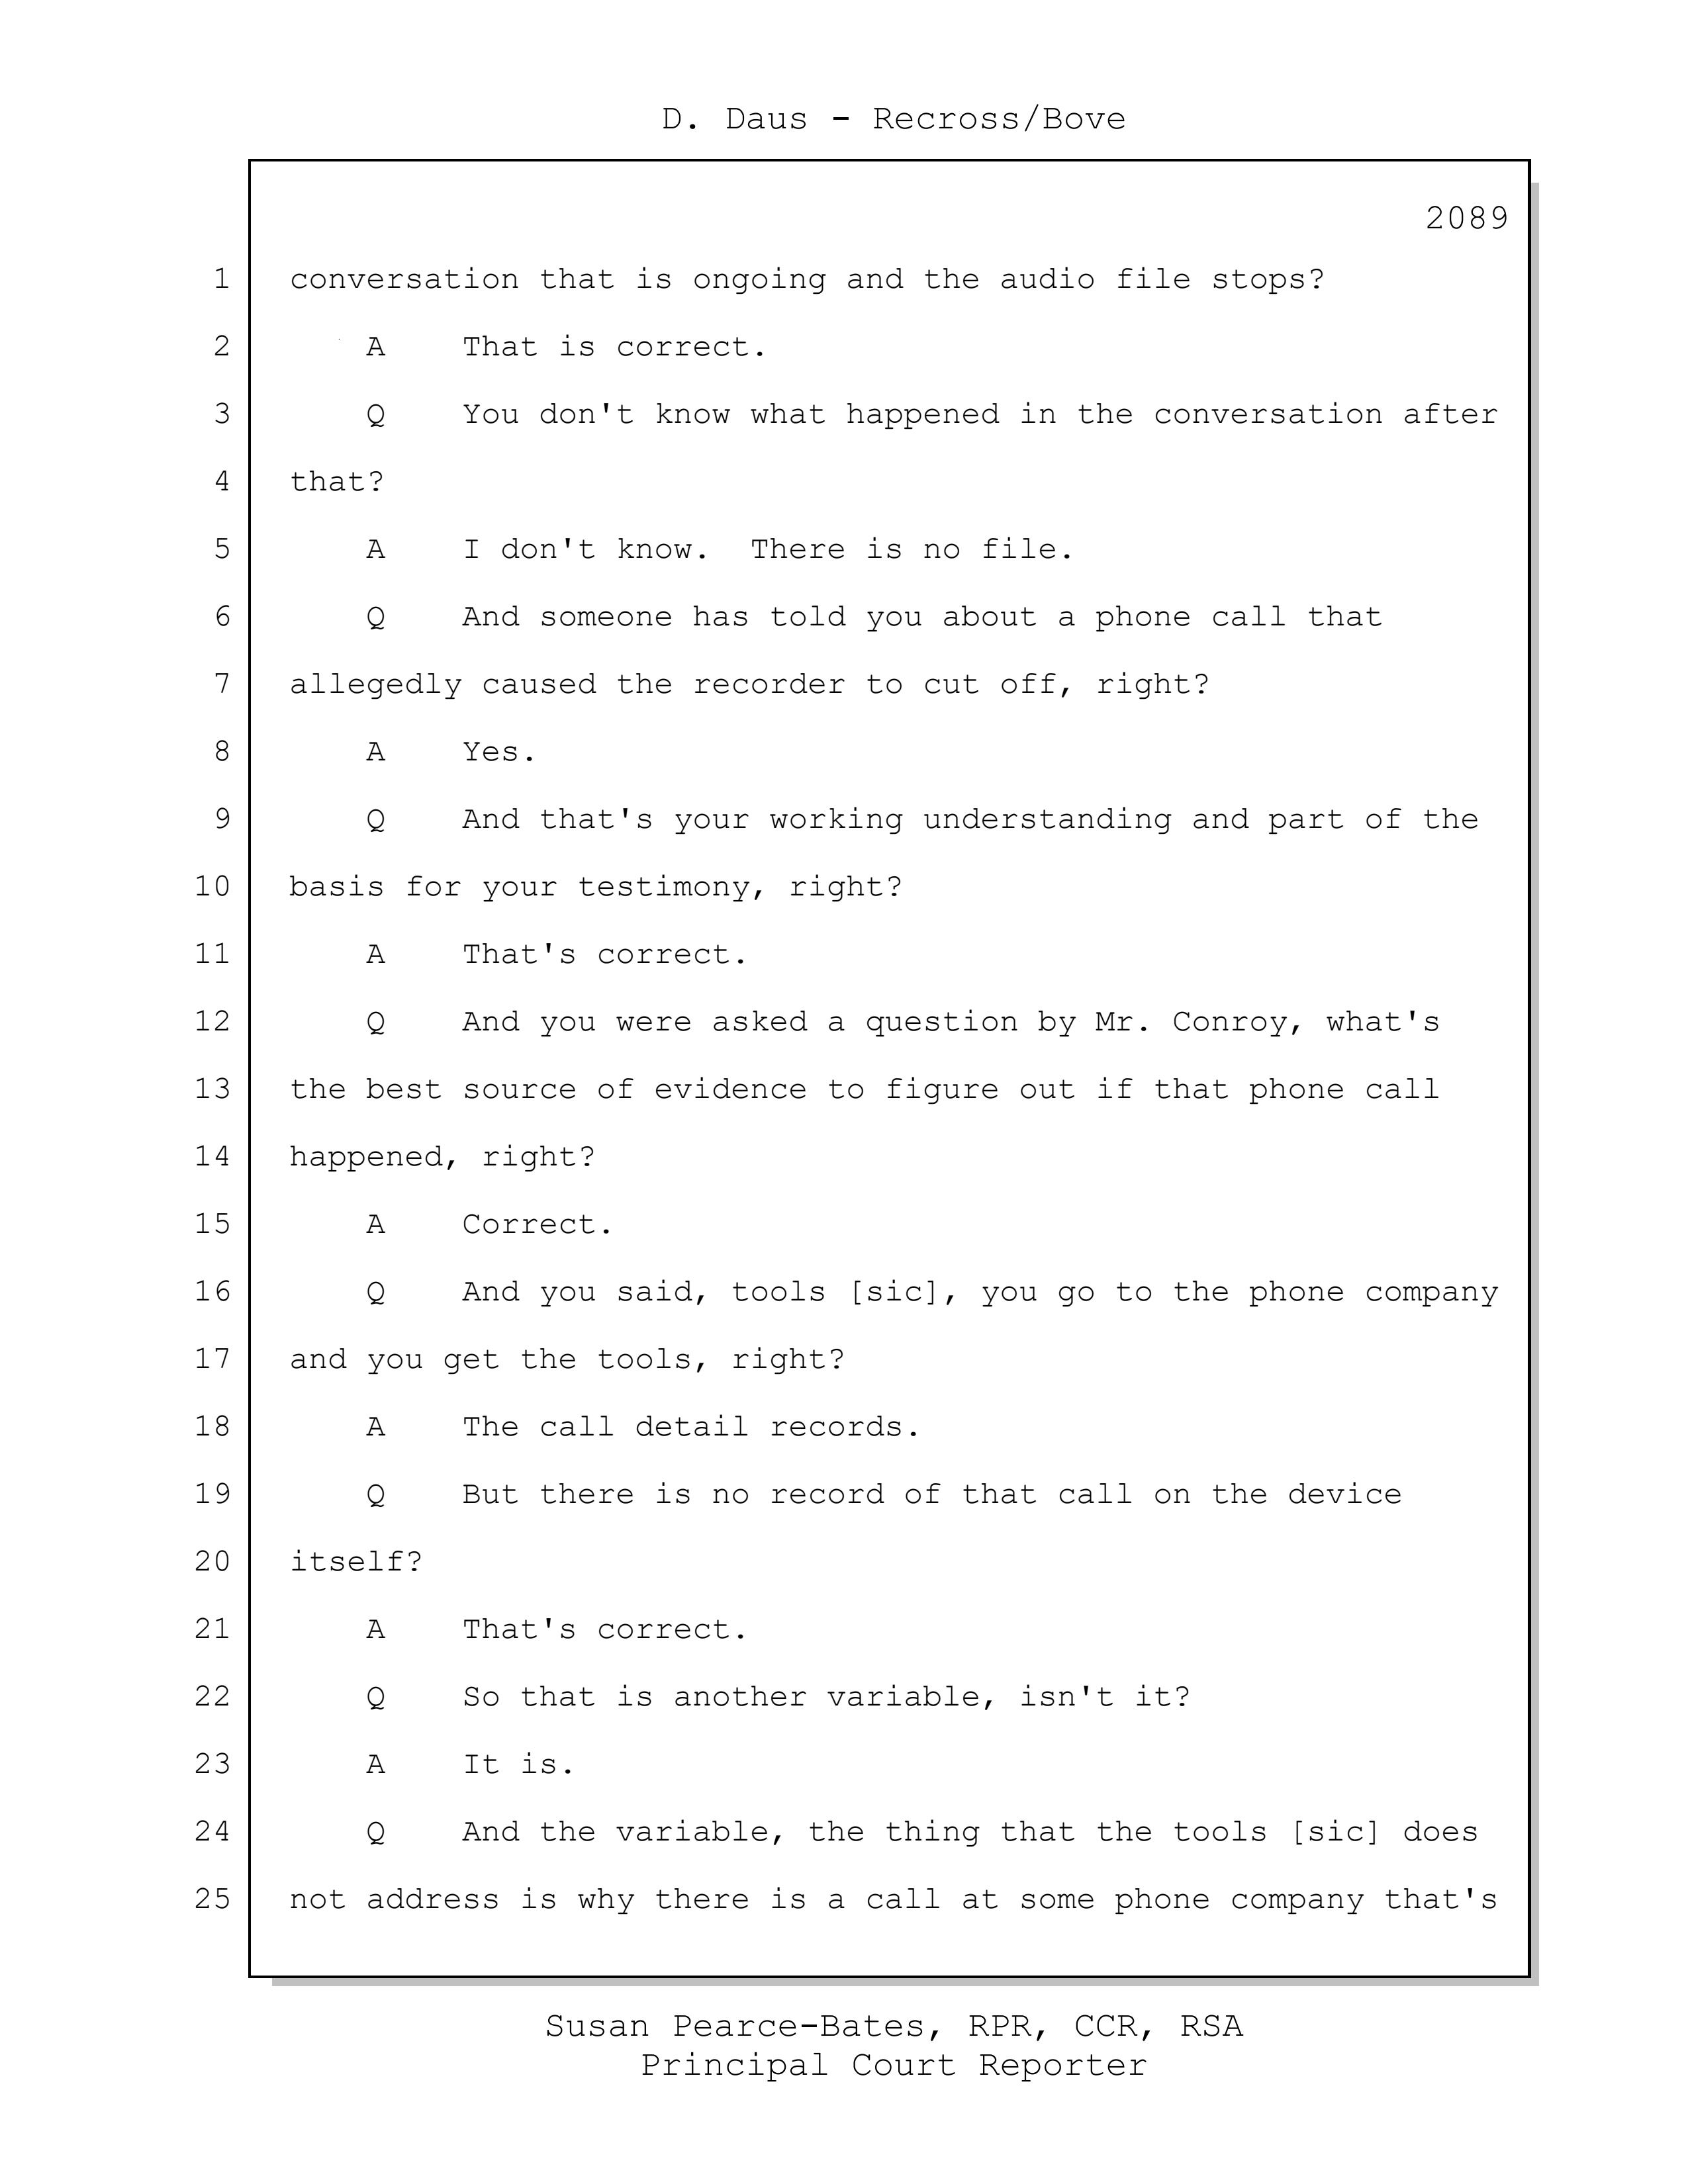 D. Daus - Recross/Bove
2089
1 conversation that is ongoing and the audio file stops?
2 A That is correct.
3 Q You don't know what happened in the conversation after
4 that?
5 A I don't know. There is no file.
6 Q And someone has told you about a phone call that
7 allegedly caused the recorder to cut off, right?
8 A Yes.
9 Q And that's your working understanding and part of the
10 basis for your testimony, right?
11 A That's correct.
12 Q And you were asked a question by Mr. Conroy, what's
13 the best source of evidence to figure out if that phone call
14 happened, right?
15 A Correct.
16 Q And you said, tools [sic], you go to the phone company
17 and you get the tools, right?
18 A The call detail records.
19 Q But there is no record of that call on the device
20 itself?
21 A That's correct.
22 Q So that is another variable, isn't it?
23 A It is.
24 Q And the variable, the thing that the tools [sic] does
25 not address is why there is a call at some phone company that's
Susan Pearce-Bates, RPR, CCR, RSA
Principal Court Reporter